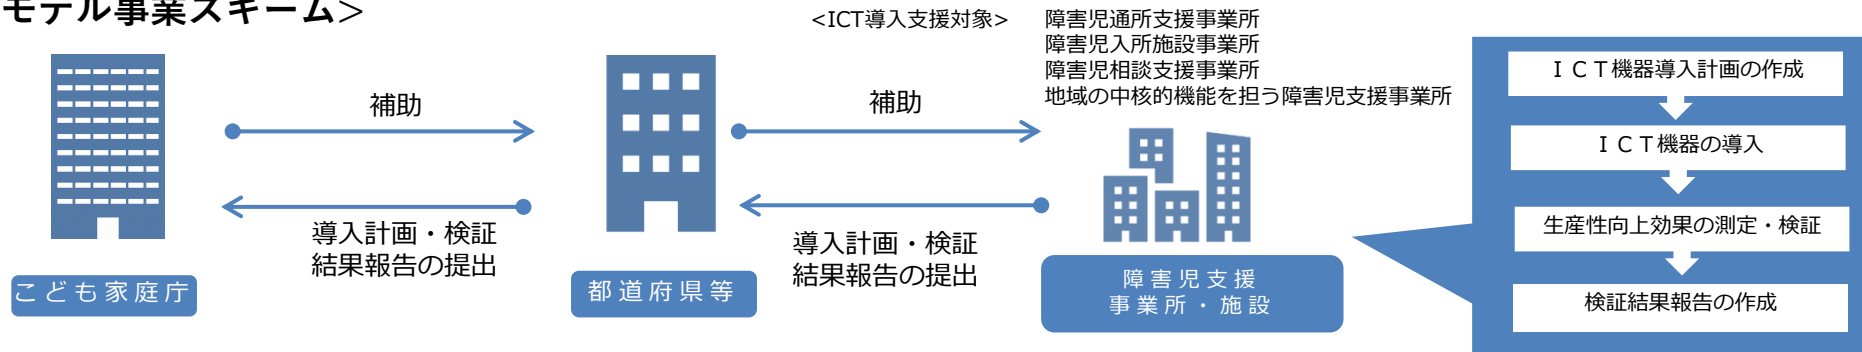 モデル事業スキーム>
<ICT導入支援対象>
障害児通所支援事業所
障害児入所施設事業所
障害児相談支援事業所
地域の中核的機能を担う障害児支援事業所
補助
補助
導入計画・検証
結果報告の提出
導入計画・検証
結果報告の提出
こども家庭庁
都道府県等
障害児支援
事業所・施設
ＩＣＴ機器導入計画の作成
ＩＣＴ機器の導入
生産性向上効果の測定・検証
検証結果報告の作成